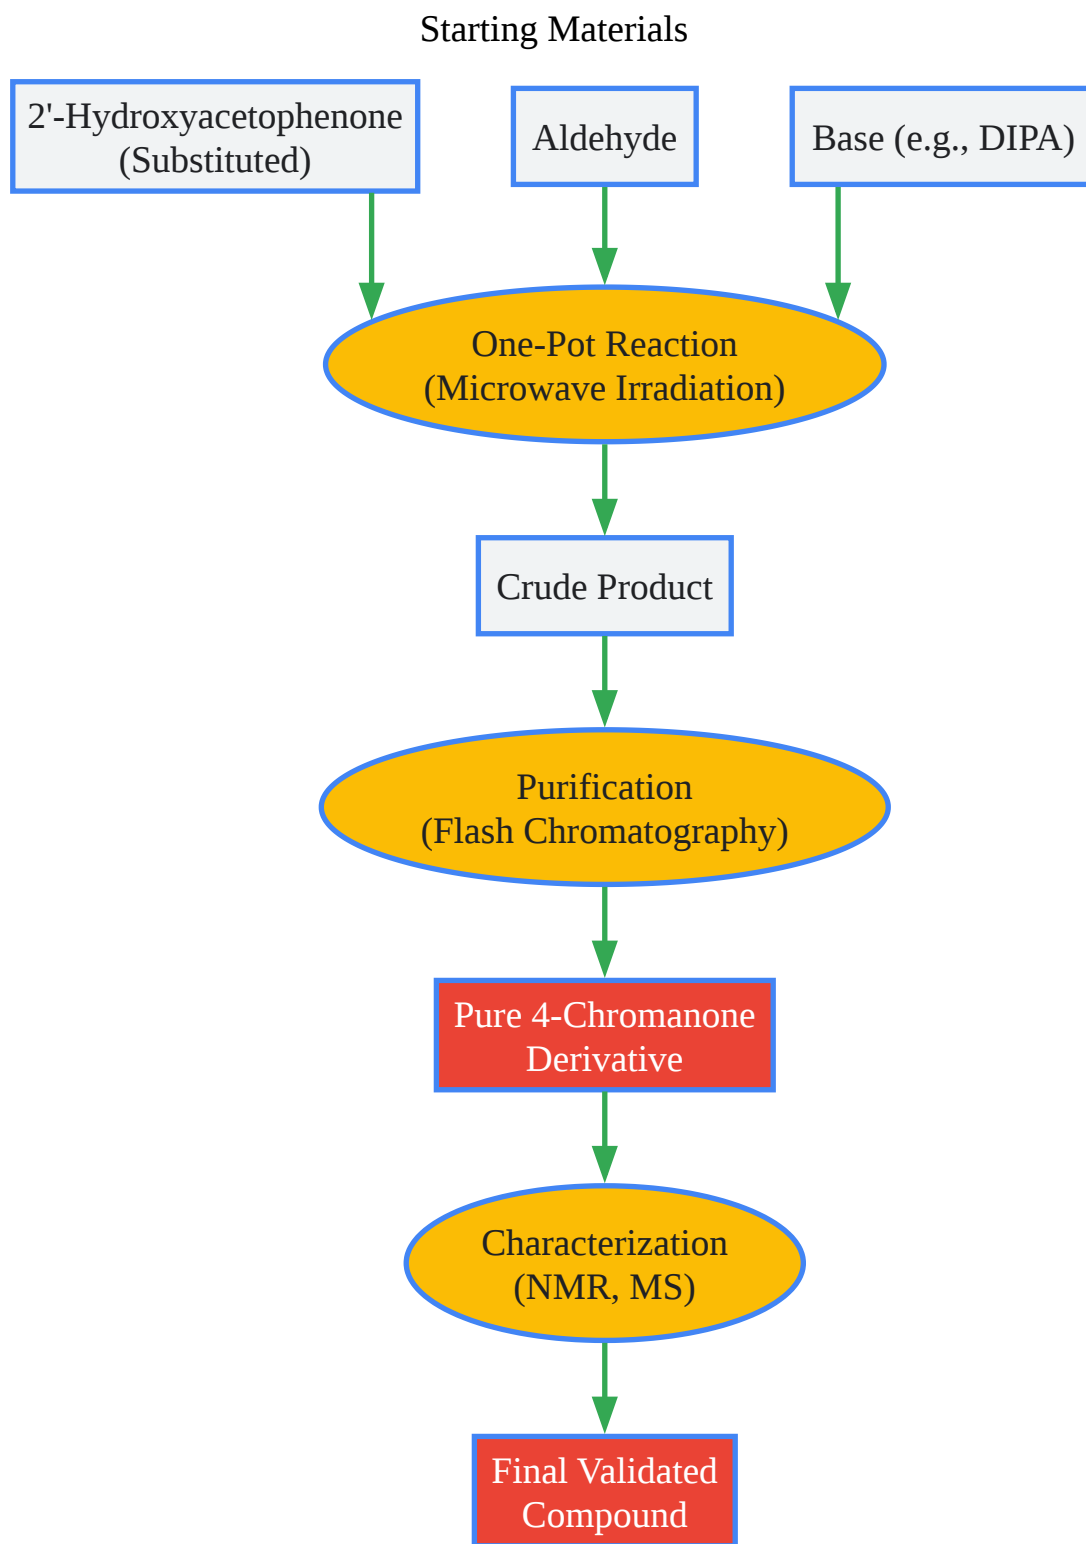 Starting Materials
2'-Hydroxyacetophenone
(Substituted)
Aldehyde
Base (e.g., DIPA)
One-Pot Reaction
(Microwave Irradiation)
Crude Product
Purification
(Flash Chromatography)
Pure 4-Chromanone
Derivative
Characterization
(NMR, MS)
Final Validated
Compound